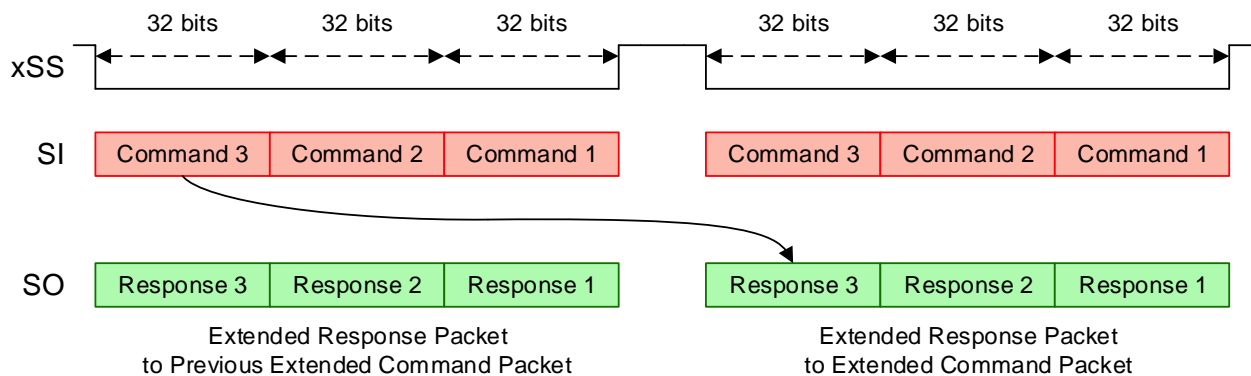 32 bits 32 bits 32 bits 32 bits 32 bits 32 bits
xSS
SI Command 3 Command 2 Command 1 Command 3 Command 2 Command 1
SO Response 3 Response 2 Response 1 Response 3 Response 2 Response 1
Extended Response Packet
to Previous Extended Command Packet
Extended Response Packet
to Extended Command Packet